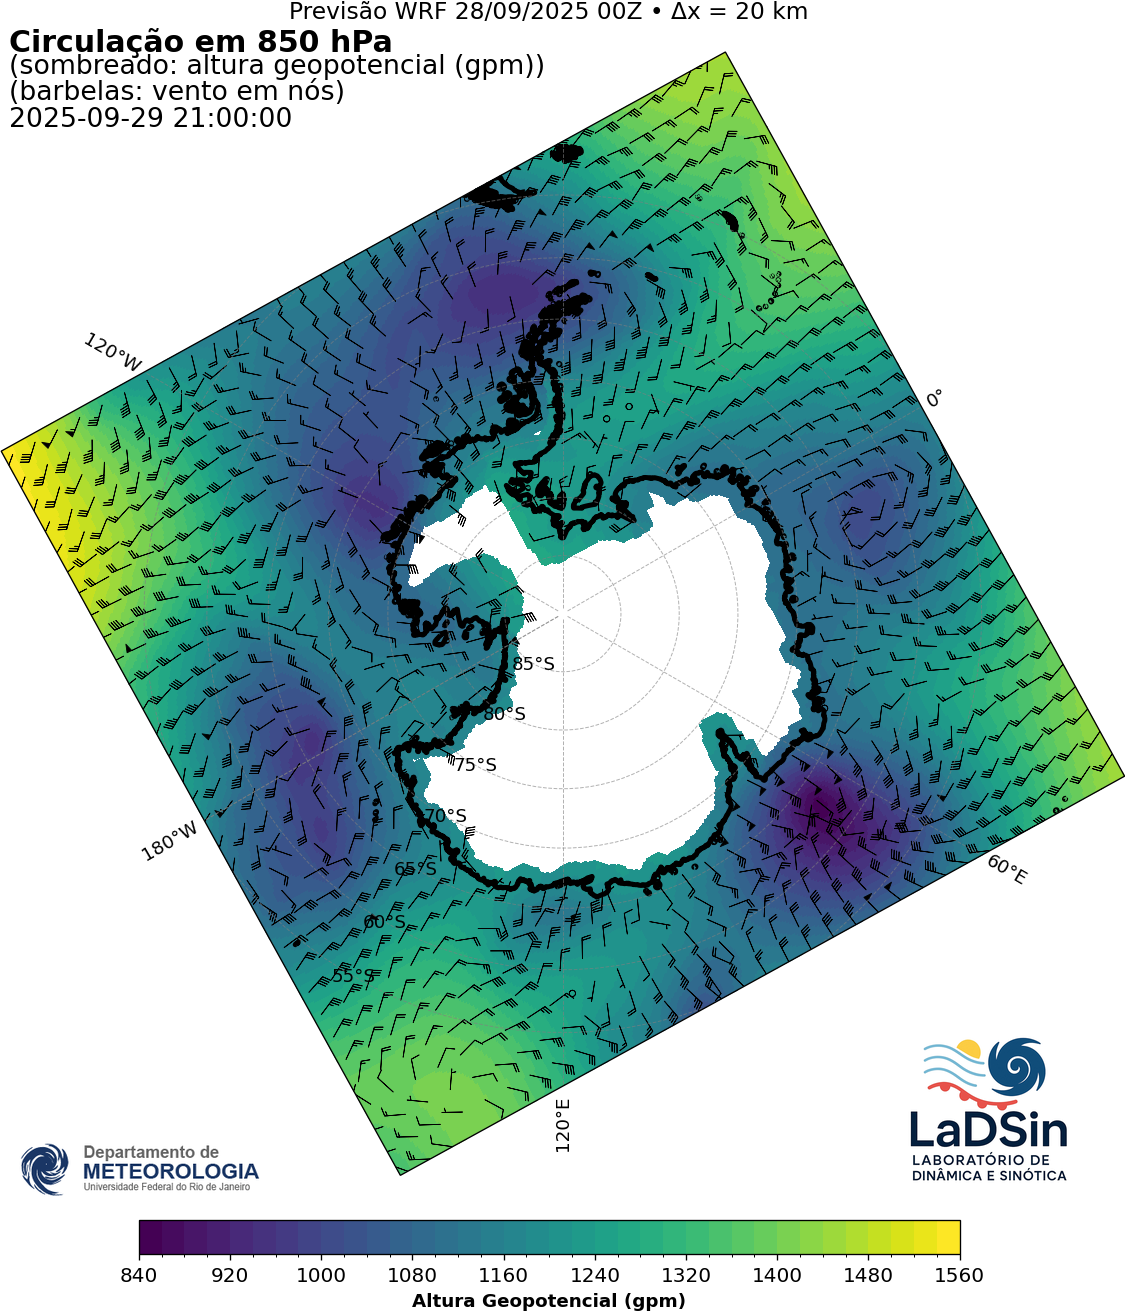 Previsão WRF 28/09/2025 00Z • Δx = 20 km
Circulação em 850 hPa
(sombreado: altura geopotencial (gpm))
(barbelas: vento em nós)
2025-09-29 21:00:00
120°W
0°
85°S
80°S
75°S
70°S
65°S
60°S
55°S
180°W
60°E
120°E
Departamento de
METEOROLOGIA
Universidade Federal do Rio de Janeiro
LaDSin
LABORATÓRIO DE
DINÂMICA E SINÓTICA
840 920 1000 1080 1160 1240 1320 1400 1480 1560
Altura Geopotencial (gpm)